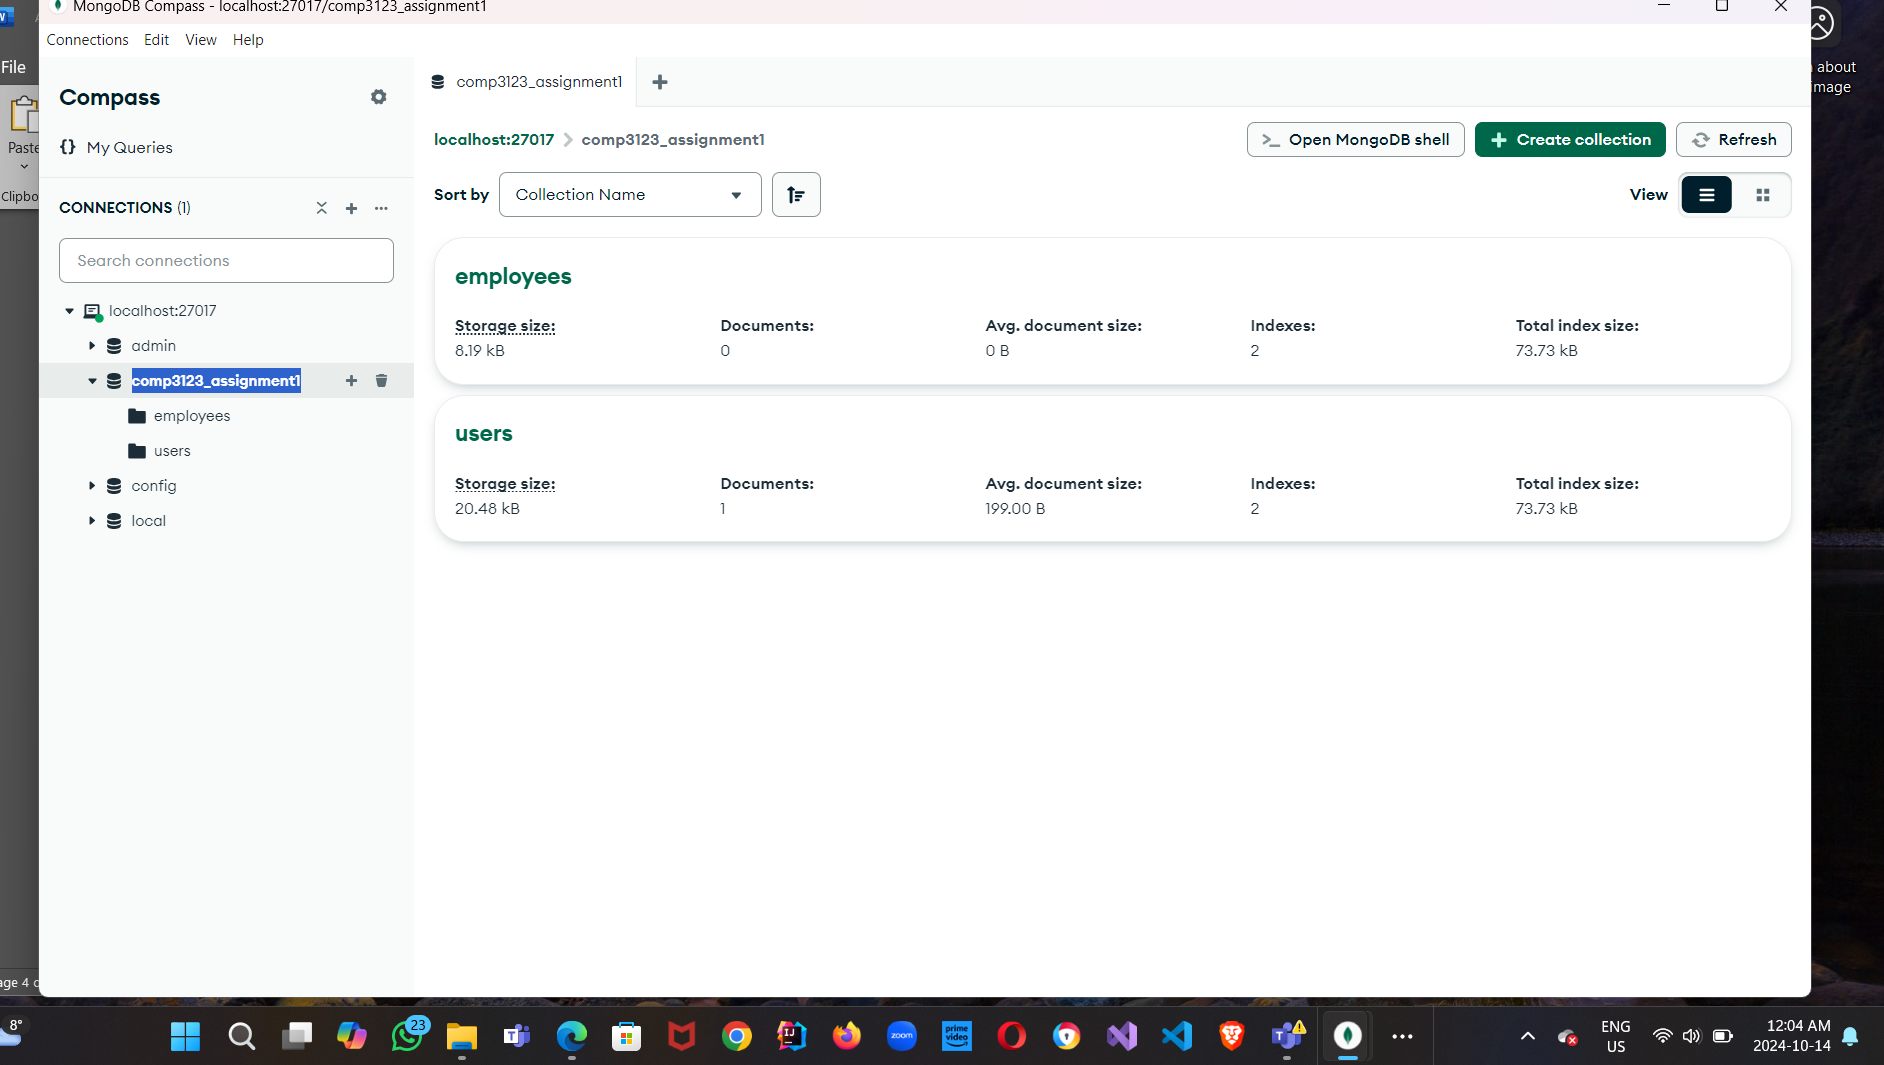 MongoDB Compass - localhost:27017/comp3123_assignment1
Connections Edit View Help
File
Paste
Clipbo
about
image
Compass
{} My Queries
CONNECTIONS (1)
Search connections
localhost:27017
admin
comp3123_assignment1
employees
users
config
local
comp3123_assignment1
localhost:27017 > comp3123_assignment1
>_ Open MongoDB shell
+ Create collection
Refresh
Sort by Collection Name
View
employees
Storage size: Documents: Avg. document size: Indexes: Total index size:
8.19 kB 0 0 B 2 73.73 kB
users
Storage size: Documents: Avg. document size: Indexes: Total index size:
20.48 kB 1 199.00 B 2 73.73 kB
age 4 o
8°
23
zoom
prime video
ENG
US
12:04 AM
2024-10-14